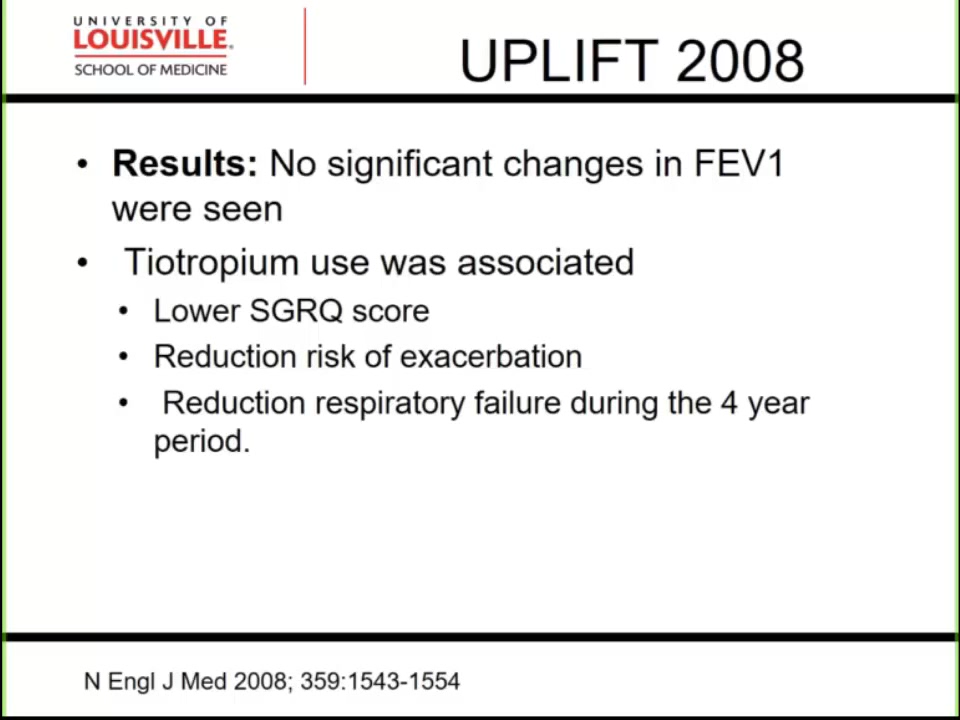 UNIVERSITY OF
LOUISVILLE.
SCHOOL OF MEDICINE
UPLIFT 2008
• Results: No significant changes in FEV1
were seen
• Tiotropium use was associated
• Lower SGRQ score
• Reduction risk of exacerbation
• Reduction respiratory failure during the 4 year
period.
N Engl J Med 2008; 359:1543-1554